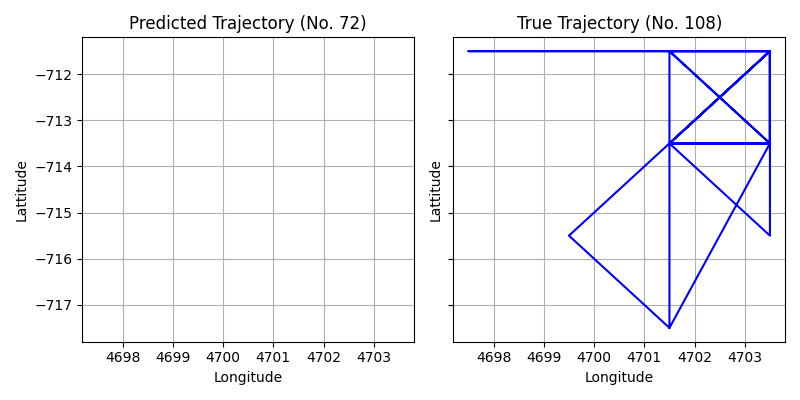 Predicted Trajectory (No. 72)
True Trajectory (No. 108)
Lattitude
−712
−713
−714
−715
−716
−717
4698 4699 4700 4701 4702 4703
Longitude
Lattitude
4698 4699 4700 4701 4702 4703
Longitude